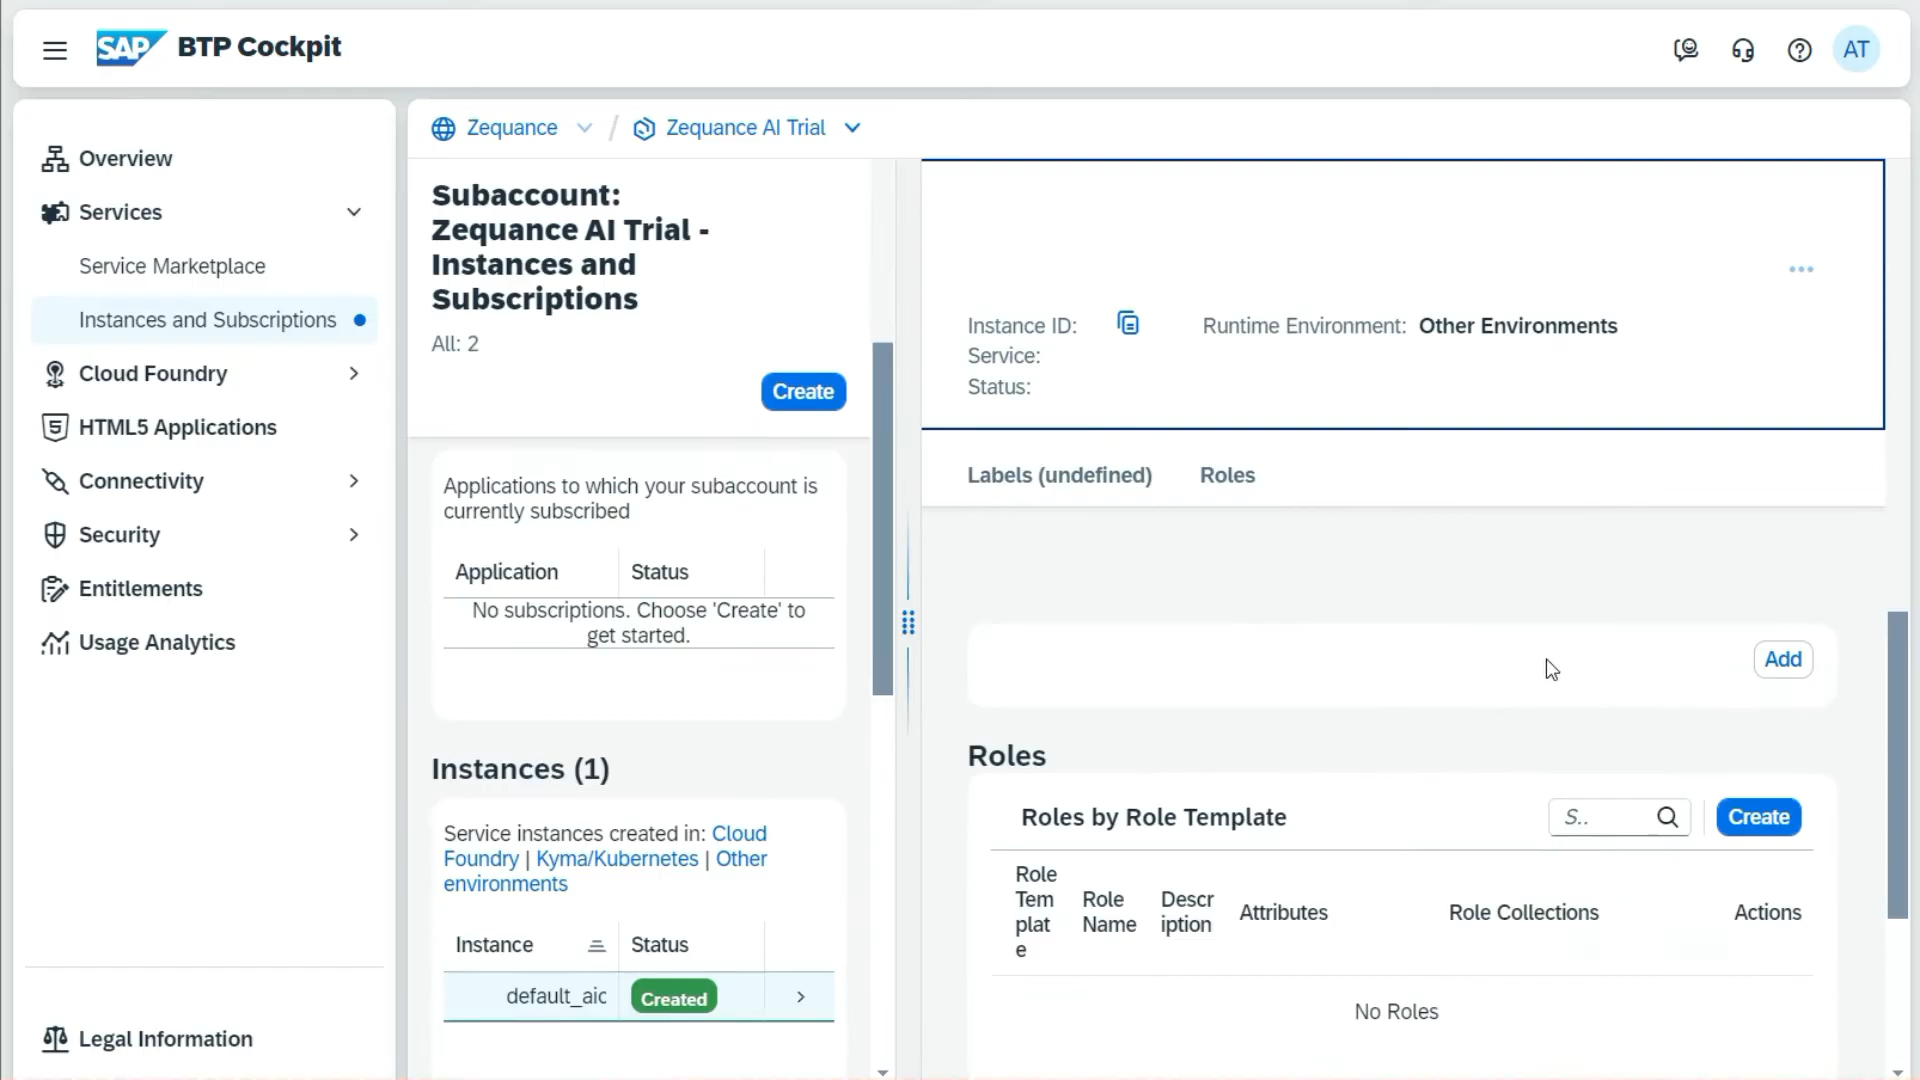 SAP BTP Cockpit
AT
Overview
Services
Service Marketplace
Instances and Subscriptions
Cloud Foundry
HTML5 Applications
Connectivity
Security
Entitlements
Usage Analytics
Legal Information
Zequance / Zequance AI Trial
Subaccount:
Zequance AI Trial -
Instances and
Subscriptions
All: 2
Create
Applications to which your subaccount is
currently subscribed
Application Status
No subscriptions. Choose 'Create' to
get started.
Instances (1)
Service instances created in: Cloud
Foundry | Kyma/Kubernetes | Other
environments
Instance Status
default_aic Created
Instance ID: Runtime Environment: Other Environments
Service:
Status:
Labels (undefined) Roles
Add
Roles
Roles by Role Template S.. Create
Role
Tem
plat
e
Role
Name
Descr
iption
Attributes
Role Collections
Actions
No Roles